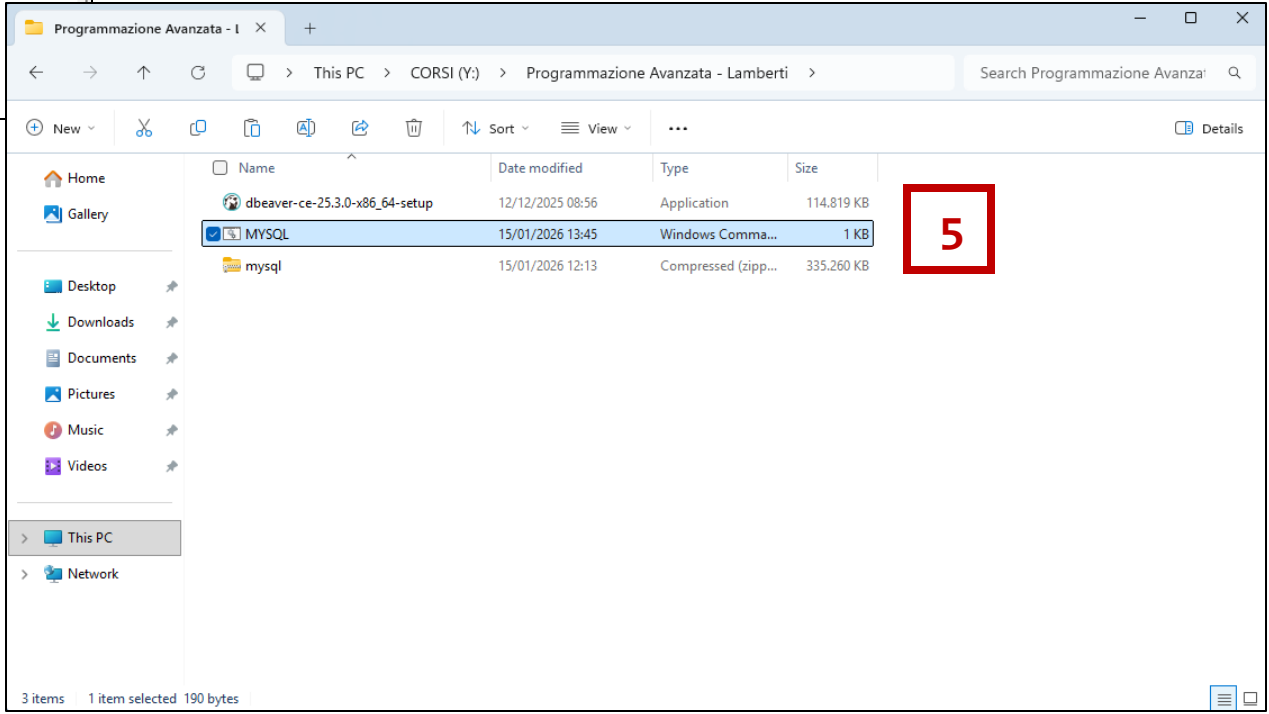 Programmazione Avanzata - L
This PC > CORSI (Y:) > Programmazione Avanzata - Lamberti >
Search Programmazione Avanzat
New Sort View ... Details
Name Date modified Type Size
Home
Gallery
Desktop
Downloads
Documents
Pictures
Music
Videos
This PC
Network
dbeaver-ce-25.3.0-x86_64-setup 12/12/2025 08:56 Application 114.819 KB
MYSQL 15/01/2026 13:45 Windows Comma... 1 KB
mysql 15/01/2026 12:13 Compressed (zipp... 335.260 KB
5
3 items 1 item selected 190 bytes